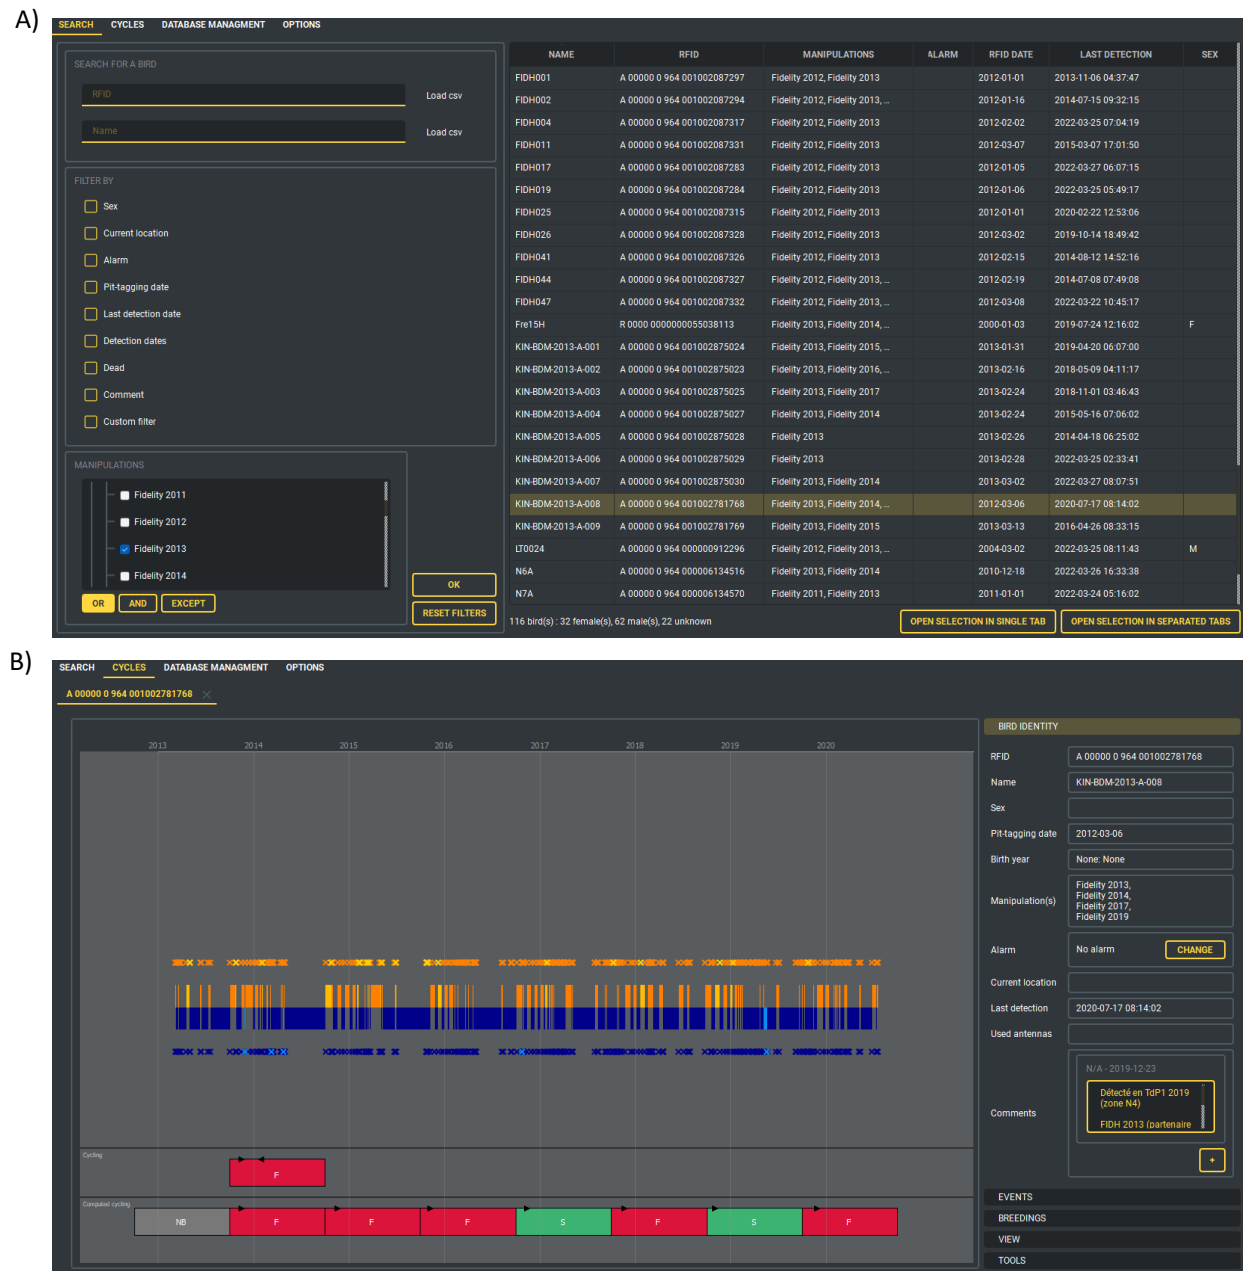 A)
SEARCH CYCLES DATABASE MANAGMENT OPTIONS
SEARCH FOR A BIRD
RFID Load csv
Name Load csv
FILTER BY
Sex
Current location
Alarm
Pit-tagging date
Last detection date
Detection dates
Dead
Comment
Custom filter
MANIPULATIONS
Fidelity 2011
Fidelity 2012
Fidelity 2013
Fidelity 2014
OR AND EXCEPT
OK
RESET FILTERS
NAME RFID MANIPULATIONS ALARM RFID DATE LAST DETECTION SEX
FIDH001 A 00000 0 964 001002087297 Fidelity 2012, Fidelity 2013 2012-01-01 2013-11-06 04:37:47
FIDH002 A 00000 0 964 001002087294 Fidelity 2012, Fidelity 2013, ... 2012-01-16 2014-07-15 09:32:15
FIDH004 A 00000 0 964 001002087317 Fidelity 2012, Fidelity 2013 2012-02-02 2022-03-25 07:04:19
FIDH011 A 00000 0 964 001002087331 Fidelity 2012, Fidelity 2013 2012-03-07 2015-03-07 17:01:50
FIDH017 A 00000 0 964 001002087283 Fidelity 2012, Fidelity 2013 2012-01-05 2022-03-27 06:07:15
FIDH019 A 00000 0 964 001002087284 Fidelity 2012, Fidelity 2013 2012-01-06 2022-03-25 05:49:17
FIDH025 A 00000 0 964 001002087315 Fidelity 2012, Fidelity 2013 2012-01-01 2020-02-22 12:53:06
FIDH026 A 00000 0 964 001002087328 Fidelity 2012, Fidelity 2013 2012-03-02 2019-10-14 18:49:42
FIDH041 A 00000 0 964 001002087326 Fidelity 2012, Fidelity 2013, ... 2012-02-15 2014-08-12 14:52:16
FIDH044 A 00000 0 964 001002087327 Fidelity 2012, Fidelity 2013, ... 2012-02-19 2014-07-08 07:49:08
FIDH047 A 00000 0 964 001002087332 Fidelity 2012, Fidelity 2013, ... 2012-03-08 2022-03-22 10:45:17
Fre15H R 0000 0000000055038113 Fidelity 2013, Fidelity 2014, ... 2000-01-03 2019-07-24 12:16:02 F
KIN-BDM-2013-A-001 A 00000 0 964 001002875024 Fidelity 2013, Fidelity 2015, ... 2013-01-31 2019-04-20 06:07:00
KIN-BDM-2013-A-002 A 00000 0 964 001002875023 Fidelity 2013, Fidelity 2016, ... 2013-02-16 2018-05-09 04:11:17
KIN-BDM-2013-A-003 A 00000 0 964 001002875025 Fidelity 2013, Fidelity 2017 2013-02-24 2018-11-01 03:46:43
KIN-BDM-2013-A-004 A 00000 0 964 001002875027 Fidelity 2013, Fidelity 2014 2013-02-24 2015-05-16 07:06:02
KIN-BDM-2013-A-005 A 00000 0 964 001002875028 Fidelity 2013 2013-02-26 2014-04-18 06:25:02
KIN-BDM-2013-A-006 A 00000 0 964 001002875029 Fidelity 2013 2013-02-28 2022-03-25 02:33:41
KIN-BDM-2013-A-007 A 00000 0 964 001002875030 Fidelity 2013, Fidelity 2014 2013-03-02 2022-03-27 08:07:51
KIN-BDM-2013-A-008 A 00000 0 964 001002781768 Fidelity 2013, Fidelity 2014, ... 2012-03-06 2020-07-17 08:14:02
KIN-BDM-2013-A-009 A 00000 0 964 001002781769 Fidelity 2013, Fidelity 2015 2013-03-13 2016-04-26 08:33:15
LT0024 A 00000 0 964 000000912296 Fidelity 2012, Fidelity 2013, ... 2004-03-02 2022-03-25 08:11:43 M
N6A A 00000 0 964 000006134516 Fidelity 2013, Fidelity 2014 2010-12-18 2022-03-26 16:33:38
N7A A 00000 0 964 000006134570 Fidelity 2011, Fidelity 2013 2011-01-01 2022-03-24 05:16:02
116 bird(s) : 32 female(s), 62 male(s), 22 unknown OPEN SELECTION IN SINGLE TAB OPEN SELECTION IN SEPARATED TABS
B)
SEARCH CYCLES DATABASE MANAGMENT OPTIONS
A 00000 0 964 001002781768
2013 2014 2015 2016 2017 2018 2019 2020
Cycling
F
Computed cycling
NB F F F S F S F
BIRD IDENTITY
RFID A 00000 0 964 001002781768
Name KIN-BDM-2013-A-008
Sex
Pit-tagging date 2012-03-06
Birth year None: None
Manipulation(s) Fidelity 2013,
Fidelity 2014,
Fidelity 2017,
Fidelity 2019
Alarm No alarm CHANGE
Current location
Last detection 2020-07-17 08:14:02
Used antennas
Comments
N/A - 2019-12-23
Détecté en TdP1 2019
(zone N4)
FIDH 2013 (partenaire
+
EVENTS
BREEDINGS
VIEW
TOOLS